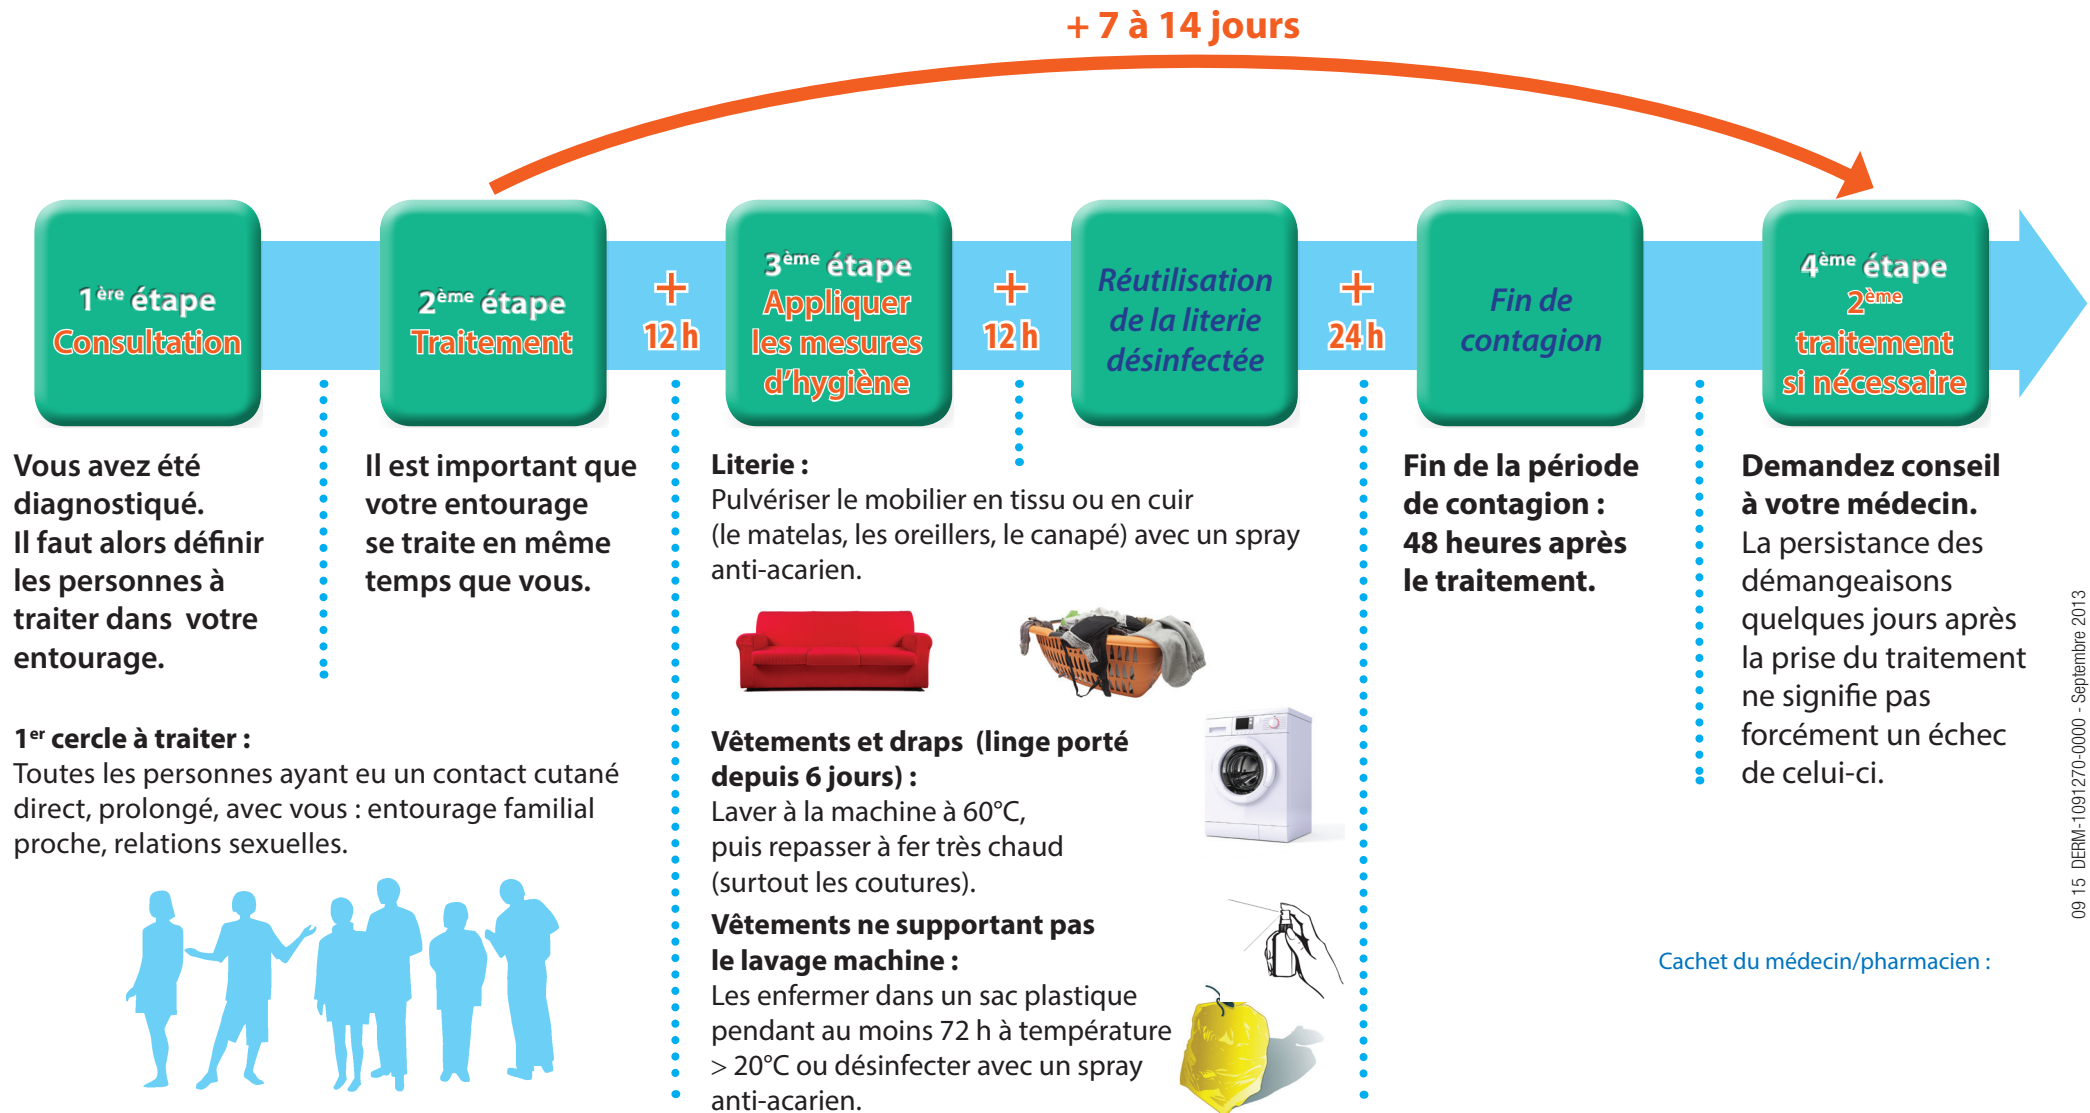 + 7 à 14 jours
1ère étape
Consultation
2ème étape
Traitement
+
12 h
3ème étape
Appliquer
les mesures
d’hygiène
+
12 h
Réutilisation
de la literie
désinfectée
+
24 h
Fin de
contagion
4ème étape
2ème
traitement
si nécessaire
Vous avez été
diagnostiqué.
Il faut alors définir
les personnes à
traiter dans votre
entourage.
1er cercle à traiter :
Toutes les personnes ayant eu un contact cutané
direct, prolongé, avec vous : entourage familial
proche, relations sexuelles.
Il est important que
votre entourage
se traite en même
temps que vous.
Literie :
Pulvériser le mobilier en tissu ou en cuir
(le matelas, les oreillers, le canapé) avec un spray
anti-acarien.
Vêtements et draps (linge porté
depuis 6 jours) :
Laver à la machine à 60°C,
puis repasser à fer très chaud
(surtout les coutures).
Vêtements ne supportant pas
le lavage machine :
Les enfermer dans un sac plastique
pendant au moins 72 h à température
> 20°C ou désinfecter avec un spray
anti-acarien.
Fin de la période
de contagion :
48 heures après
le traitement.
Demandez conseil
à votre médecin.
La persistance des
démangeaisons
quelques jours après
la prise du traitement
ne signifie pas
forcément un échec
de celui-ci.
Cachet du médecin/pharmacien :
09 15 DERM-1091270-0000 - Septembre 2013